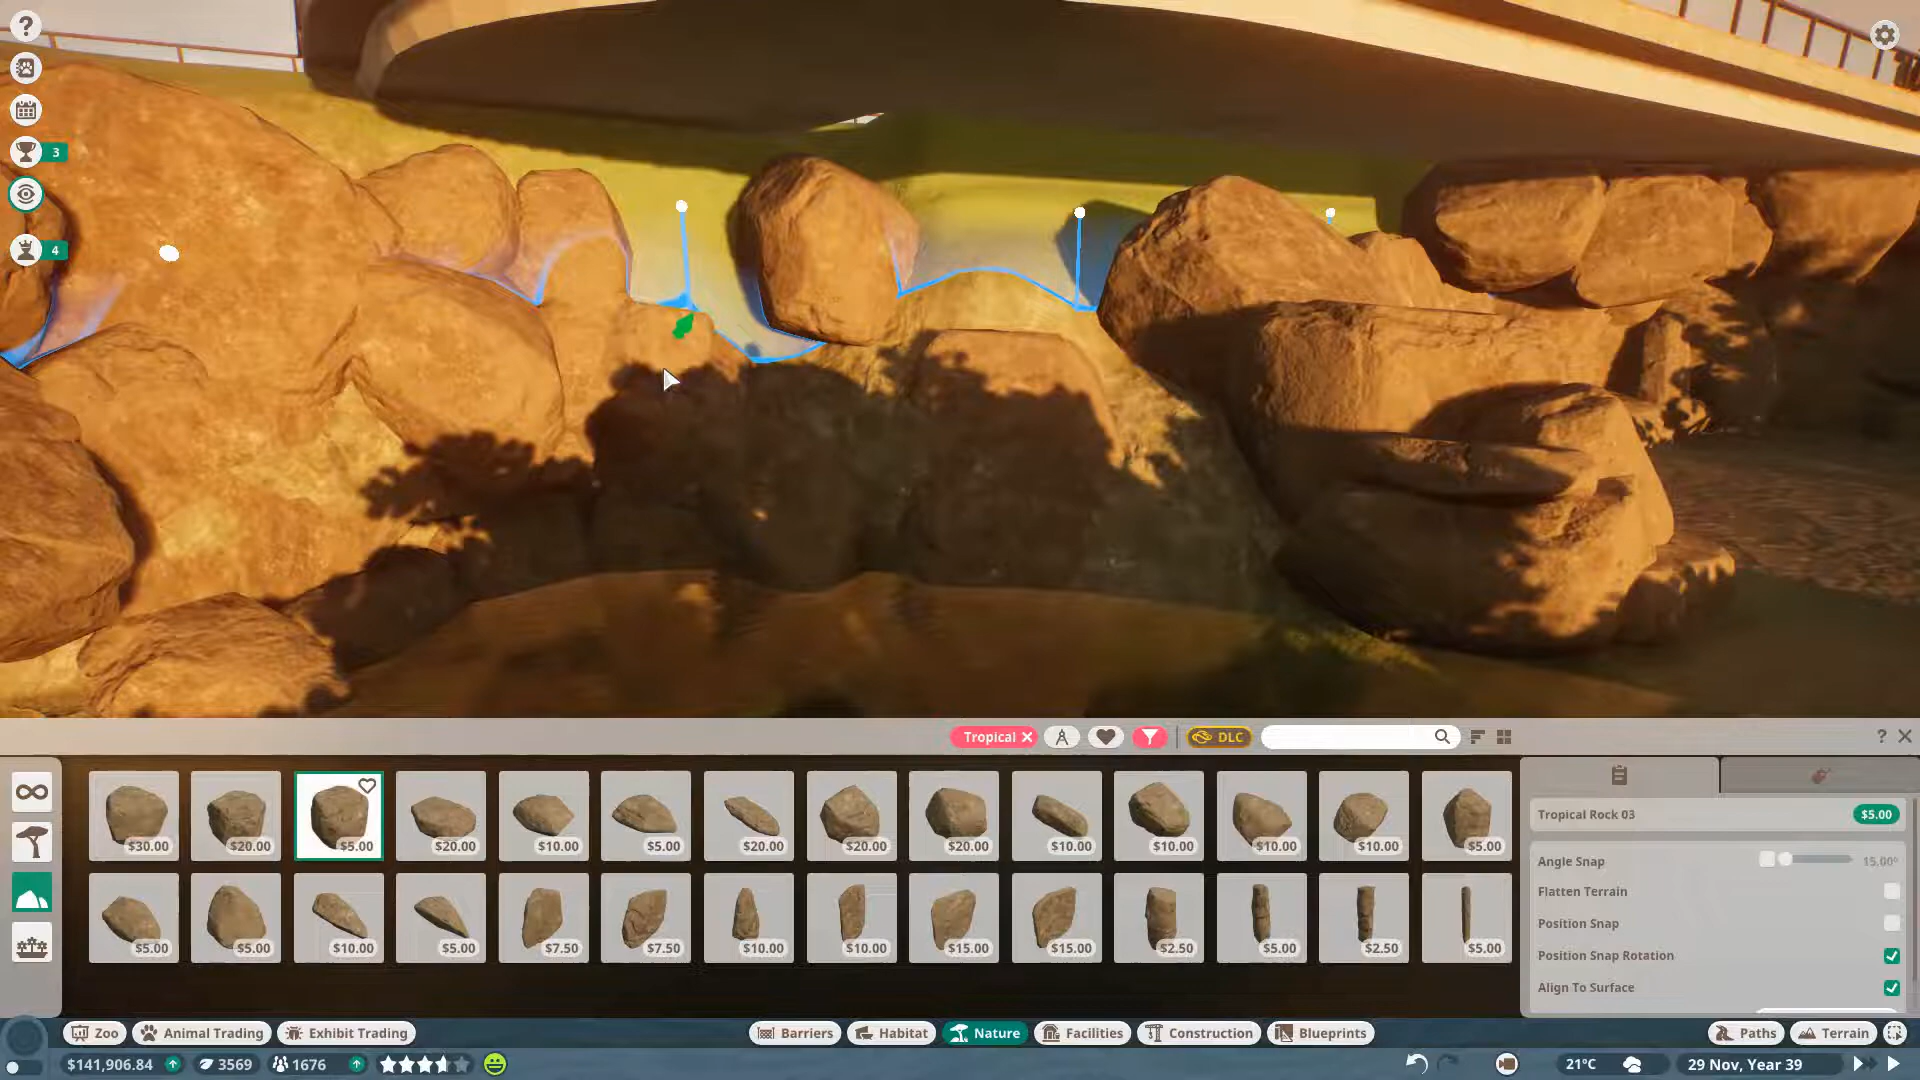 ?
3
4
Tropical ✕
DLC
?
$30.00 $20.00 $5.00 $20.00 $10.00 $5.00 $20.00 $20.00 $20.00 $10.00 $10.00 $10.00 $10.00 $5.00
$5.00 $5.00 $10.00 $5.00 $7.50 $7.50 $10.00 $10.00 $15.00 $15.00 $2.50 $5.00 $2.50 $5.00
Tropical Rock 03 $5.00
Angle Snap 15.00°
Flatten Terrain
Position Snap
Position Snap Rotation
Align To Surface
Zoo Animal Trading Exhibit Trading Barriers Habitat Nature Facilities Construction Blueprints Paths Terrain
$141,906.84 3569 1676 21°C 29 Nov, Year 39